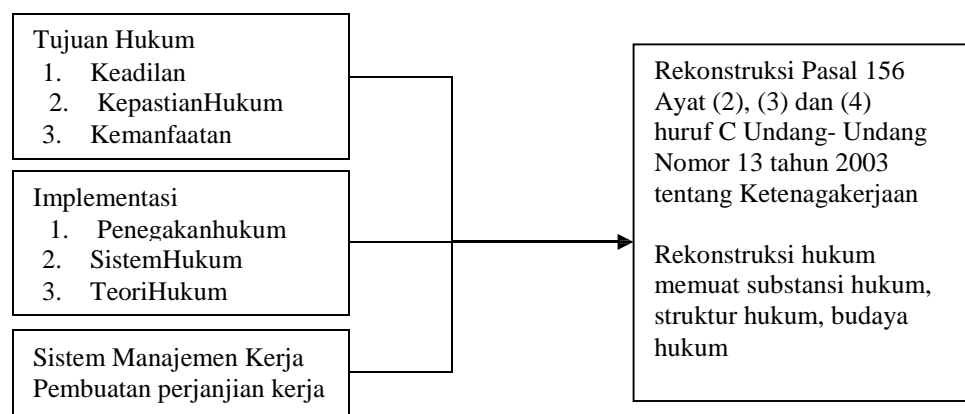 Tujuan Hukum
1. Keadilan
2. KepastianHukum
3. Kemanfaatan
Implementasi
1. Penegakanhukum
2. SistemHukum
3. TeoriHukum
Sistem Manajemen Kerja
Pembuatan perjanjian kerja
Rekonstruksi Pasal 156
Ayat (2), (3) dan (4)
huruf C Undang- Undang
Nomor 13 tahun 2003
tentang Ketenagakerjaan
Rekonstruksi hukum
memuat substansi hukum,
struktur hukum, budaya
hukum